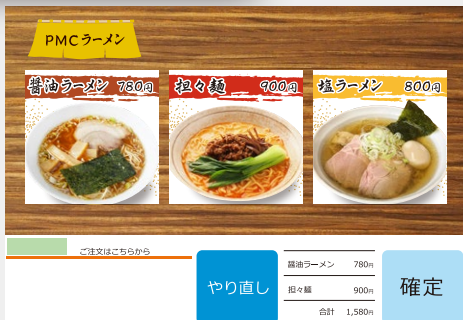 PMCラーメン
醤油ラーメン 780円
担々麺 900円
塩ラーメン 800円
ご注文はこちらから
やり直し
醤油ラーメン 780円
担々麺 900円
合計 1,580円
確定